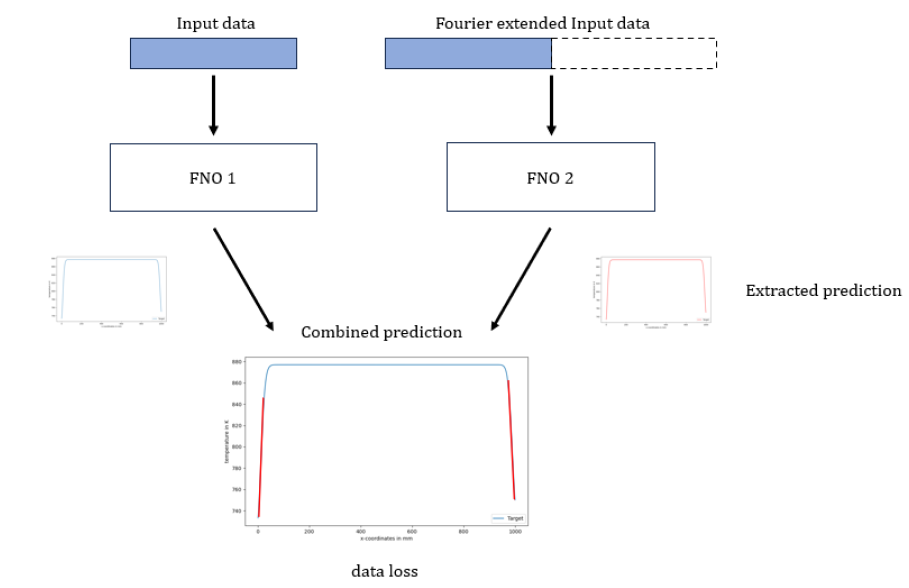 Input data
Fourier extended Input data
FNO 1
FNO 2
Extracted prediction
Combined prediction
880
860
840
820
800
780
760
740
temperature in K
0
200
400
600
800
1000
x-coordinates in mm
Target
data loss